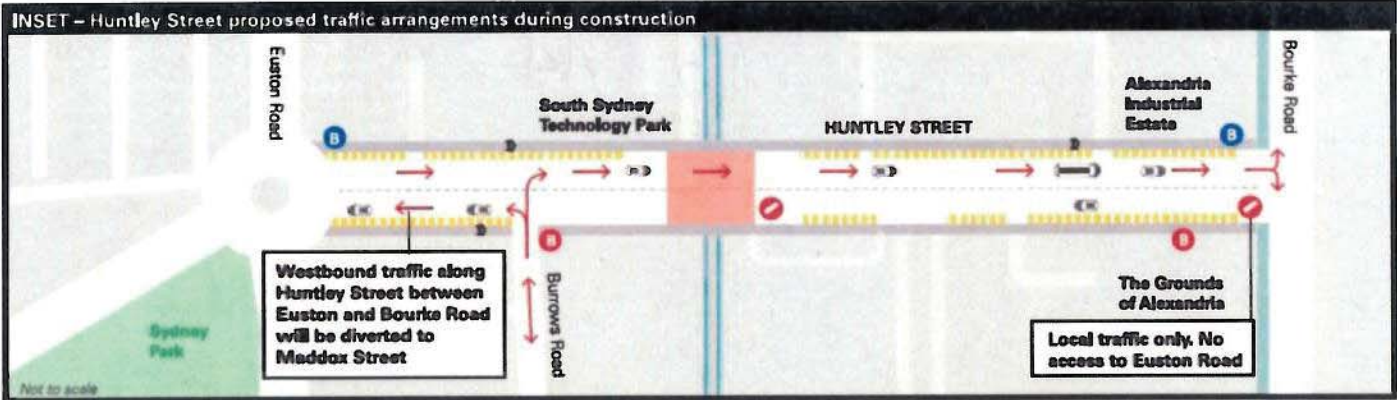 INSET – Huntley Street proposed traffic arrangements during construction
Euston Road
Bourke Road
South Sydney
Technology Park
HUNTLEY STREET
Alexandria
Industrial
Estate
B
B
B
B
Westbound traffic along
Huntley Street between
Euston and Bourke Road
will be diverted to
Maddox Street
Burrows Road
The Grounds
of Alexandria
Local traffic only. No
access to Euston Road
Sydney
Park
Not to scale